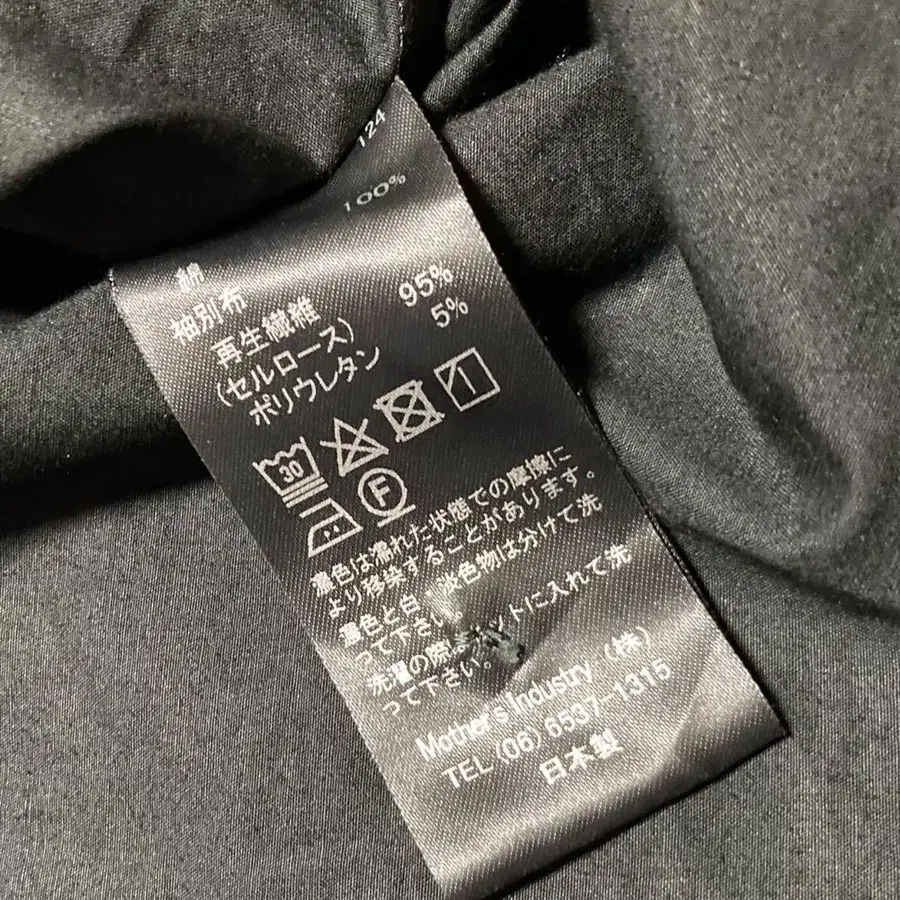 124
綿 100%
袖別布
再生繊維 95%
(セルロース)
ポリウレタン 5%
30
F
濃色は濡れた状態での摩擦に
より移染することがあります。
濃色と白、淡色物は分けて洗
って下さい。
洗濯の際はネットに入れて洗
って下さい。
Mother's Industry (株)
TEL (06) 6537-1315
日本製